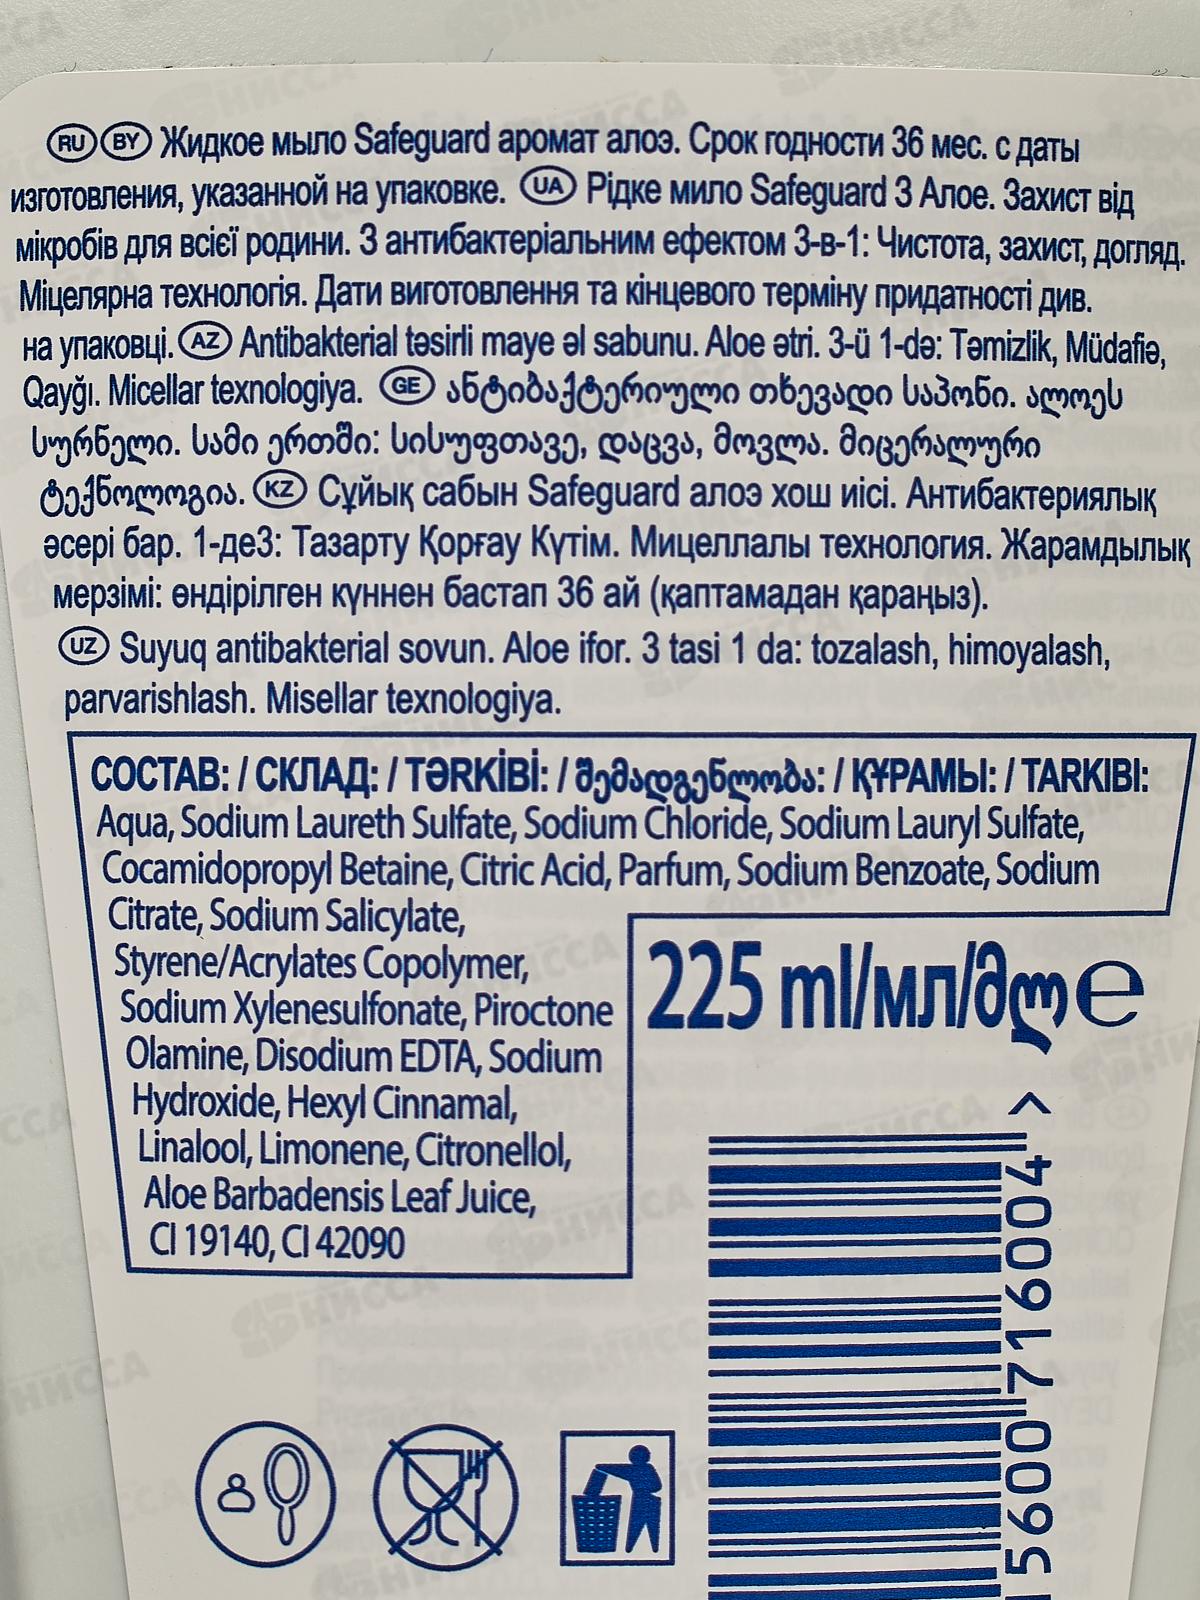 RU BY Жидкое мыло Safeguard аромат алоэ. Срок годности 36 мес. с даты
изготовления, указанной на упаковке. UA Рідке мило Safeguard З Алое. Захист від
мікробів для всієї родини. З антибактеріальним ефектом 3-в-1: Чистота, захист, догляд.
Міцелярна технологія. Дати виготовлення та кінцевого терміну придатності див.
на упаковці. AZ Antibakterial təsirli maye əl sabunu. Aloe ətri. 3-ü 1-də: Təmizlik, Müdafiə,
Qayğı. Micellar texnologiya. GE ანტიბაქტერიული თხევადი საპონი. ალოეს
სურნელი. სამი ერთში: სისუფთავე, დაცვა, მოვლა. მიცერალური
ტექნოლოგია. KZ Сұйық сабын Safeguard алоэ хош иісі. Антибактериялық
әсері бар. 1-де3: Тазарту Қорғау Күтім. Мицеллалы технология. Жарамдылық
мерзімі: өндірілген күннен бастап 36 ай (қаптамадан қараңыз).
UZ Suyuq antibakterial sovun. Aloe ifor. 3 tasi 1 da: tozalash, himoyalash,
parvarishlash. Misellar texnologiya.
СОСТАВ: / СКЛАД: / TƏRKİBİ: / შემადგენლობა: / ҚҰРАМЫ: / TARKIBI:
Aqua, Sodium Laureth Sulfate, Sodium Chloride, Sodium Lauryl Sulfate,
Cocamidopropyl Betaine, Citric Acid, Parfum, Sodium Benzoate, Sodium
Citrate, Sodium Salicylate,
Styrene/Acrylates Copolymer,
Sodium Xylenesulfonate, Piroctone
Olamine, Disodium EDTA, Sodium
Hydroxide, Hexyl Cinnamal,
Linalool, Limonene, Citronellol,
Aloe Barbadensis Leaf Juice,
CI 19140, CI 42090
225 ml/мл/მლ e
5600716004 >